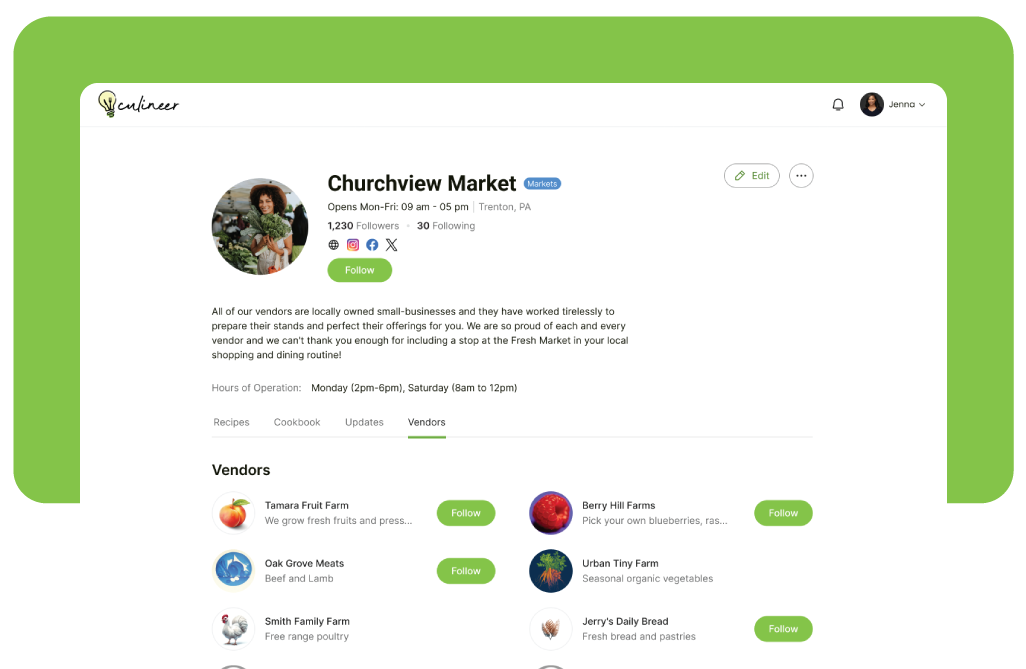 culineer
Jenna
Churchview Market
Markets
Edit
Opens Mon-Fri: 09 am - 05 pm | Trenton, PA
1,230 Followers • 30 Following
Follow
All of our vendors are locally owned small-businesses and they have worked tirelessly to
prepare their stands and perfect their offerings for you. We are so proud of each and every
vendor and we can't thank you enough for including a stop at the Fresh Market in your local
shopping and dining routine!
Hours of Operation: Monday (2pm-6pm), Saturday (8am to 12pm)
Recipes Cookbook Updates Vendors
Vendors
Tamara Fruit Farm
We grow fresh fruits and press...
Follow
Berry Hill Farms
Pick your own blueberries, ras...
Follow
Oak Grove Meats
Beef and Lamb
Follow
Urban Tiny Farm
Seasonal organic vegetables
Smith Family Farm
Free range poultry
Jerry's Daily Bread
Fresh bread and pastries
Follow